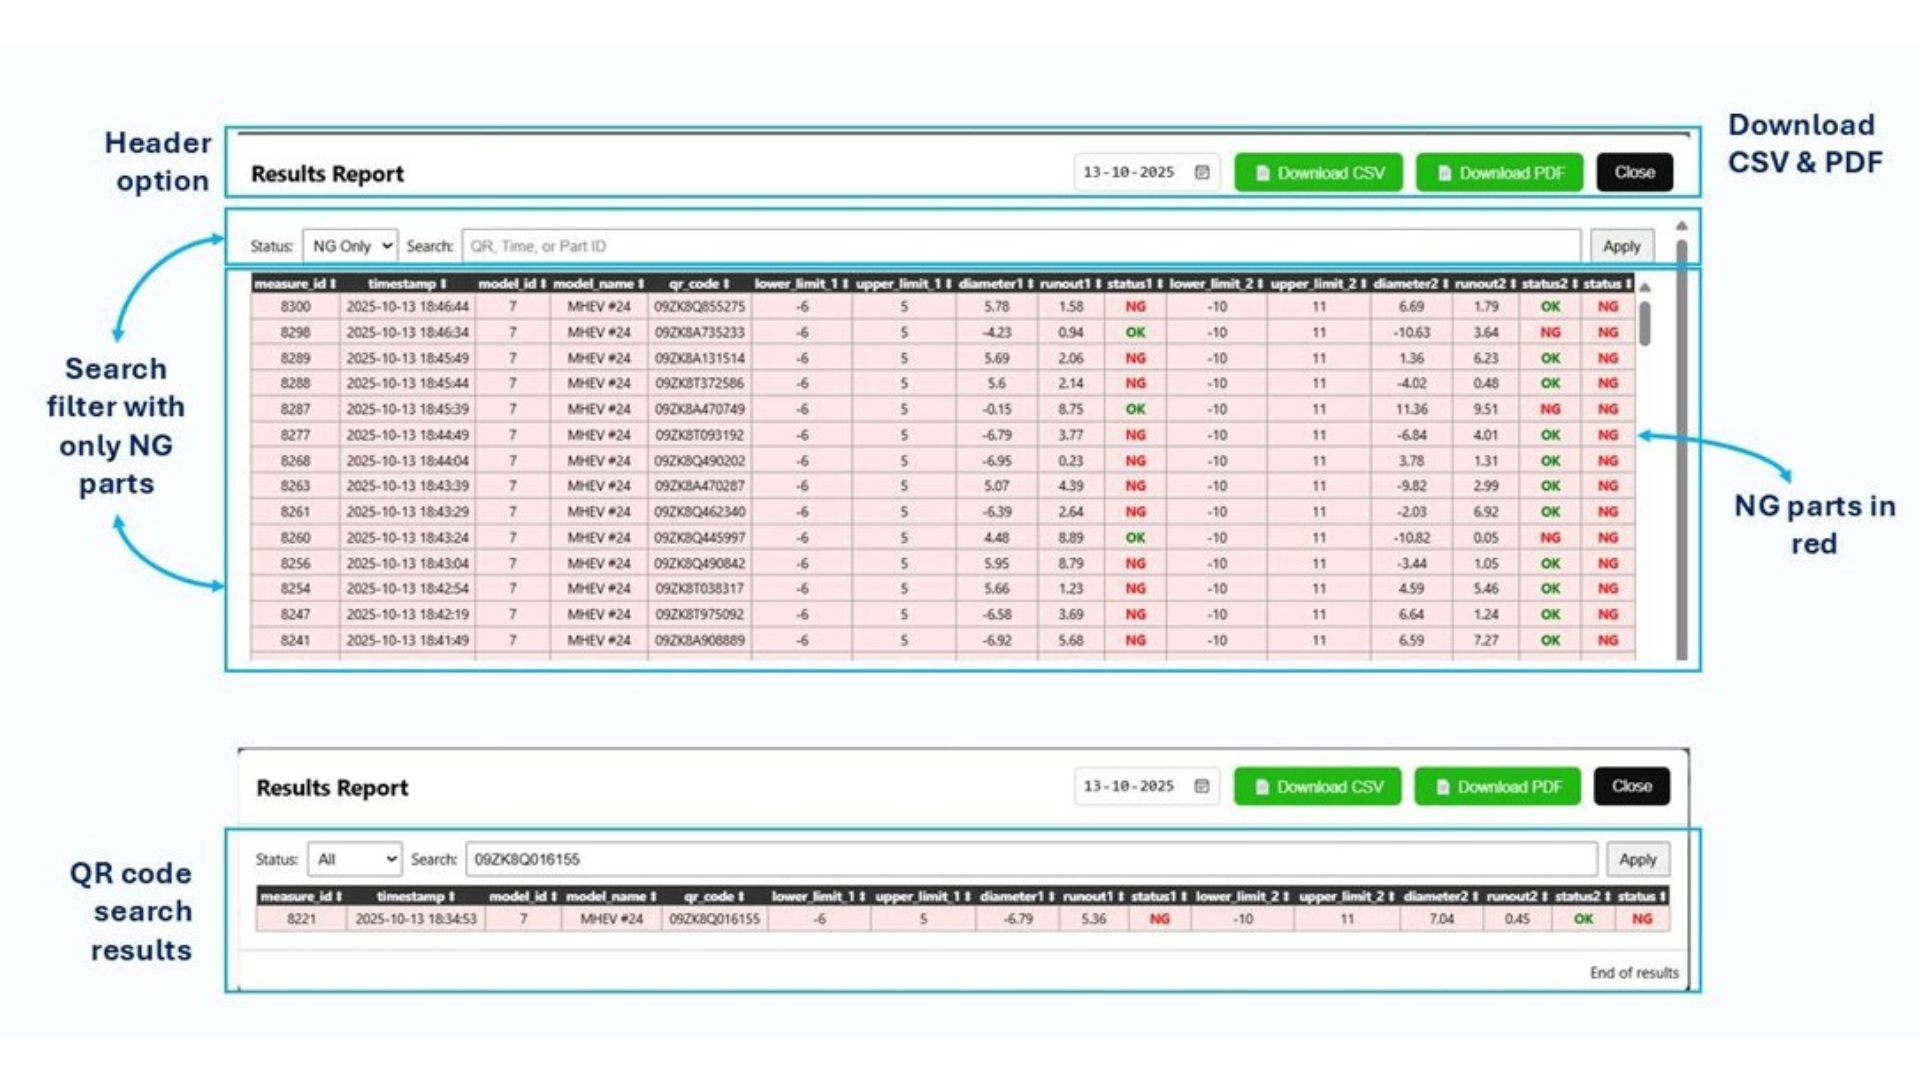 Header
option
Download
CSV & PDF
Results Report
13-10-2025
Download CSV
Download PDF
Close
Status: NG Only Search: QR, Time, or Part ID Apply
measure_id timestamp model_id model_name qr_code lower_limit_1 upper_limit_1 diameter1 runout1 status1 lower_limit_2 upper_limit_2 diameter2 runout2 status2 status
8300 2025-10-13 18:46:44 7 MHEV #24 09ZK8Q855275 -6 5 5.78 1.58 NG -10 11 6.69 1.79 OK NG
8298 2025-10-13 18:46:34 7 MHEV #24 09ZK8A735233 -6 5 -4.23 0.94 OK -10 11 -10.63 3.64 NG NG
8289 2025-10-13 18:45:49 7 MHEV #24 09ZK8A131514 -6 5 5.69 2.06 NG -10 11 1.36 6.23 OK NG
8288 2025-10-13 18:45:44 7 MHEV #24 09ZK8T372586 -6 5 5.6 2.14 NG -10 11 -4.02 0.48 OK NG
8287 2025-10-13 18:45:39 7 MHEV #24 09ZK8A470749 -6 5 -0.15 8.75 OK -10 11 11.36 9.51 NG NG
8277 2025-10-13 18:44:49 7 MHEV #24 09ZK8T093192 -6 5 -6.79 3.77 NG -10 11 -6.84 4.01 OK NG
8268 2025-10-13 18:44:04 7 MHEV #24 09ZK8Q490202 -6 5 -6.95 0.23 NG -10 11 3.78 1.31 OK NG
8263 2025-10-13 18:43:39 7 MHEV #24 09ZK8A470287 -6 5 5.07 4.39 NG -10 11 -9.82 2.99 OK NG
8261 2025-10-13 18:43:29 7 MHEV #24 09ZK8Q462340 -6 5 -6.39 2.64 NG -10 11 -2.03 6.92 OK NG
8260 2025-10-13 18:43:24 7 MHEV #24 09ZK8Q445997 -6 5 4.48 8.89 OK -10 11 -10.82 0.05 NG NG
8256 2025-10-13 18:43:04 7 MHEV #24 09ZK8Q490842 -6 5 5.95 8.79 NG -10 11 -3.44 1.05 OK NG
8254 2025-10-13 18:42:54 7 MHEV #24 09ZK8T038317 -6 5 5.66 1.23 NG -10 11 4.59 5.46 OK NG
8247 2025-10-13 18:42:19 7 MHEV #24 09ZK8T975092 -6 5 -6.58 3.69 NG -10 11 6.64 1.24 OK NG
8241 2025-10-13 18:41:49 7 MHEV #24 09ZK8A908889 -6 5 -6.92 5.68 NG -10 11 6.59 7.27 OK NG
Search
filter with
only NG
parts
NG parts in
red
Results Report
13-10-2025
Download CSV
Download PDF
Close
QR code
search
results
Status: All Search: 09ZK8Q016155 Apply
measure_id timestamp model_id model_name qr_code lower_limit_1 upper_limit_1 diameter1 runout1 status1 lower_limit_2 upper_limit_2 diameter2 runout2 status2 status
8221 2025-10-13 18:34:53 7 MHEV #24 09ZK8Q016155 -6 5 -6.79 5.36 NG -10 11 7.04 0.45 OK NG
End of results